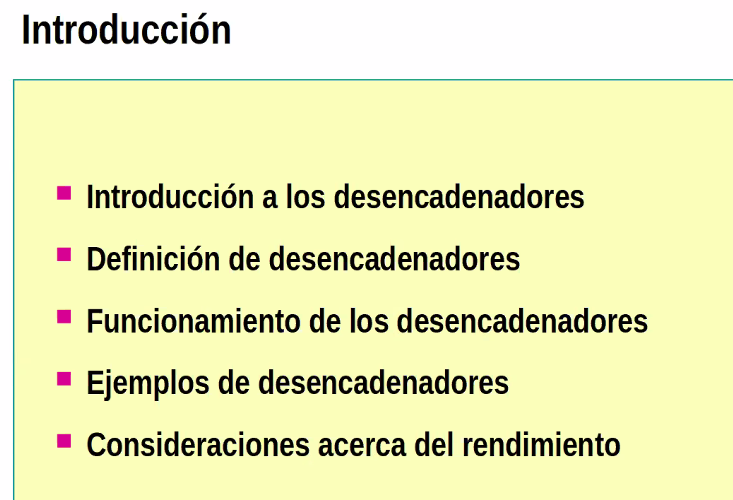 Introducción
Introducción a los desencadenadores
Definición de desencadenadores
Funcionamiento de los desencadenadores
Ejemplos de desencadenadores
Consideraciones acerca del rendimiento